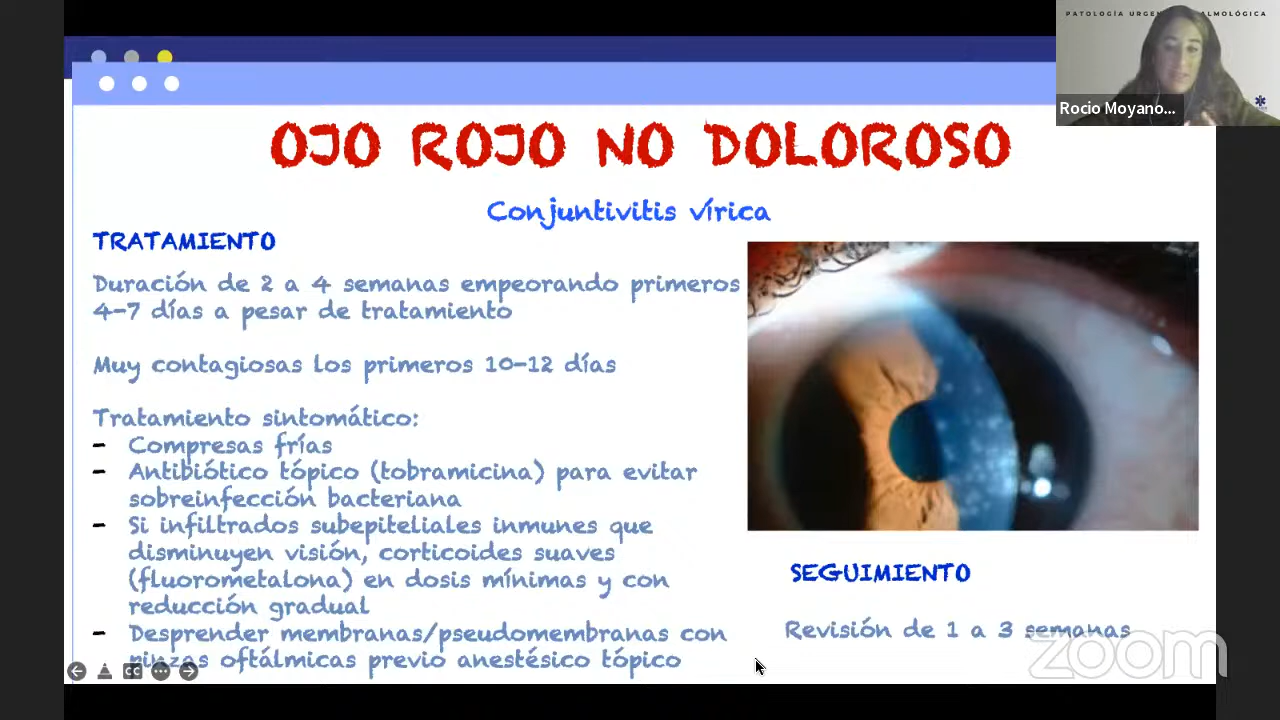 PATOLOGÍA URGEN ALMOLÓGICA
Rocio Moyano...
OJO ROJO NO DOLOROSO
Conjuntivitis vírica
TRATAMIENTO
Duración de 2 a 4 semanas empeorando primeros
4-7 días a pesar de tratamiento
Muy contagiosas los primeros 10-12 días
Tratamiento sintomático:
- Compresas frías
- Antibiótico tópico (tobramicina) para evitar
sobreinfección bacteriana
- Si infiltrados subepiteliales inmunes que
disminuyen visión, corticoides suaves
(fluorometalona) en dosis mínimas y con
reducción gradual
- Desprender membranas/pseudomembranas con
pinzas oftálmicas previo anestésico tópico
SEGUIMIENTO
Revisión de 1 a 3 semanas
zoom
CC